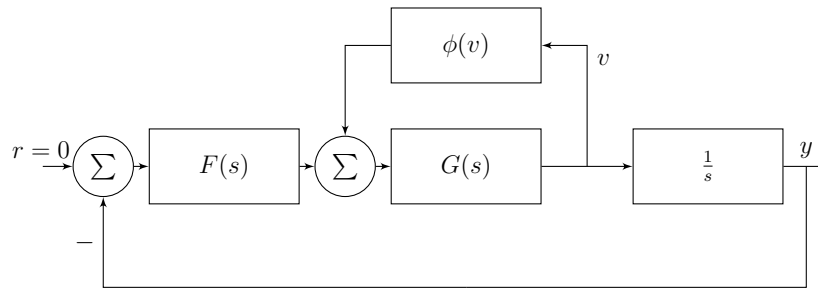 ϕ(v)
v
r = 0
∑
F(s)
∑
G(s)
1/s
y
−